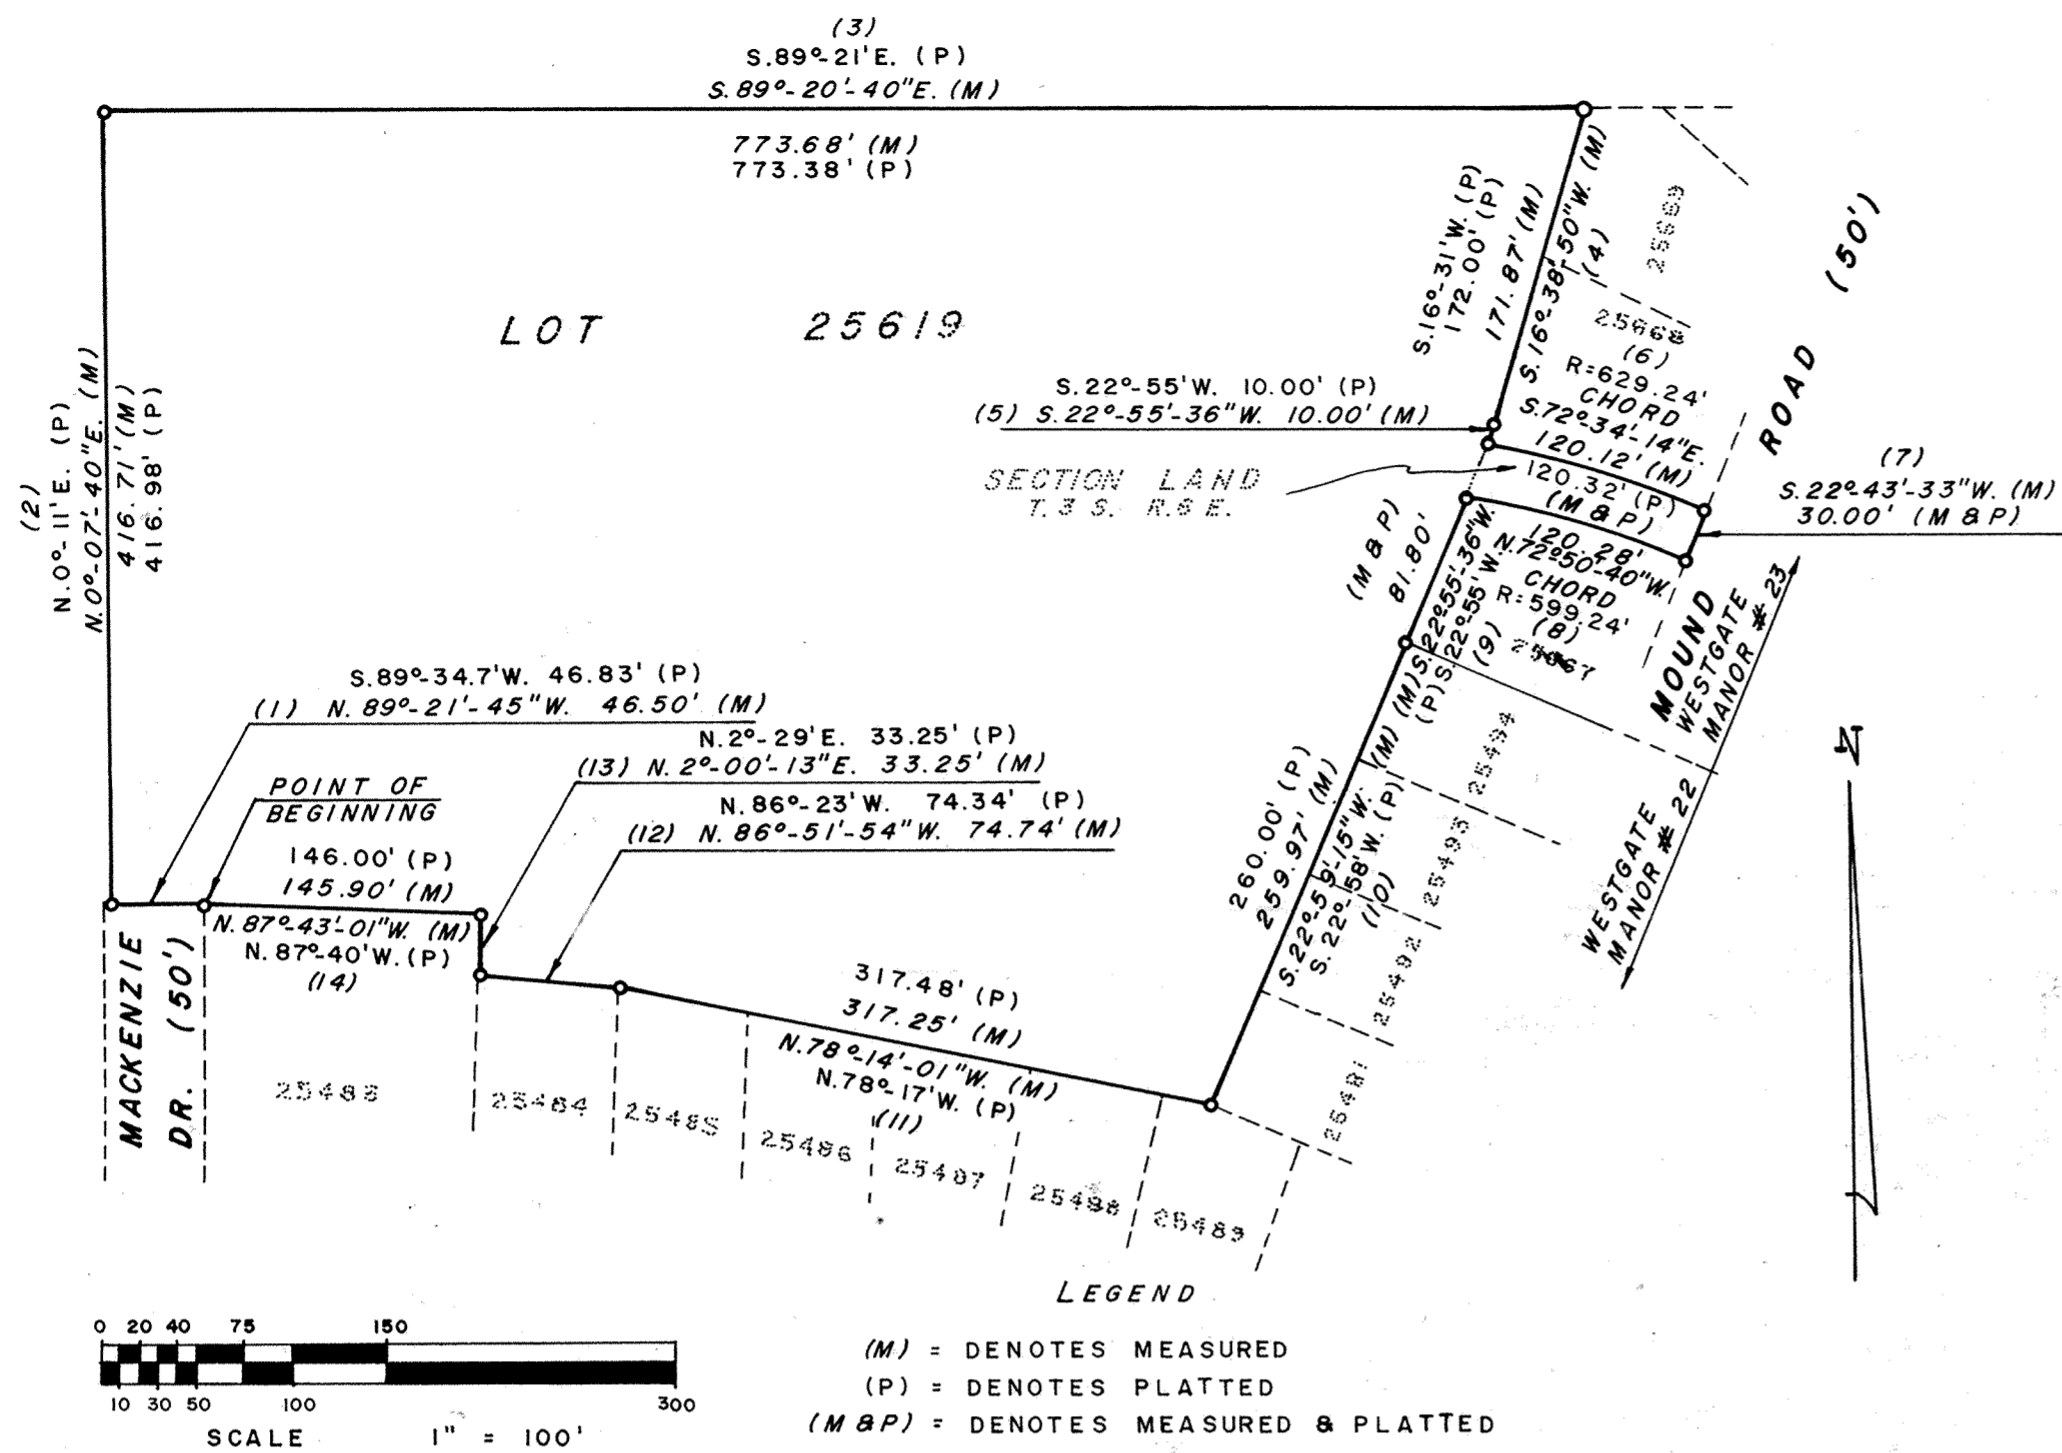 (3)
S.89°-21'E. (P)
S.89°-20'-40"E. (M)
773.68' (M)
773.38' (P)
(2)
N.0°-11'E. (P)
N.0°-07'-40"E. (M)
416.71' (M)
416.98' (P)
LOT 25619
S.16°-31'W. (P)
172.00' (P)
171.87' (M)
S.16°-38'-50"W. (M)
(4)
25669
25668
(6)
R=629.24'
CHORD
S.72°-34'-14"E.
120.12' (M)
120.32' (P)
(M & P)
S.22°-55'W. 10.00' (P)
(5) S.22°-55'-36"W. 10.00' (M)
SECTION LAND
T.3 S. R.6 E.
ROAD (50')
(7)
S.22°-43'-33"W. (M)
30.00' (M & P)
120.28'
N.72°50'-40"W.
CHORD
R=599.24'
(8)
25667
(M & P)
81.80'
(M) S.22°55'-36"W.
(P) S.22°-55'W.
(9)
MOUND
WESTGATE
MANOR # 23
WESTGATE
MANOR # 22
S.89°-34.7'W. 46.83' (P)
(1) N.89°-21'-45"W. 46.50' (M)
N.2°-29'E. 33.25' (P)
(13) N.2°-00'-13"E. 33.25' (M)
N.86°-23'W. 74.34' (P)
(12) N.86°-51'-54"W. 74.74' (M)
POINT OF
BEGINNING
146.00' (P)
145.90' (M)
N.87°-43'-01"W. (M)
N.87°-40'W. (P)
(14)
260.00' (P)
259.97' (M)
S.22°-59'-15"W. (M)
S.22°-58'W. (P)
(10)
25494
25493
25492
25491
317.48' (P)
317.25' (M)
N.78°-14'-01"W. (M)
N.78°-17'W. (P)
(11)
MACKENZIE
DR. (50')
25483
25484
25485
25486
25487
25488
25489
N
LEGEND
(M) = DENOTES MEASURED
(P) = DENOTES PLATTED
(M & P) = DENOTES MEASURED & PLATTED
0 20 40 75 150
10 30 50 100 300
SCALE 1" = 100'